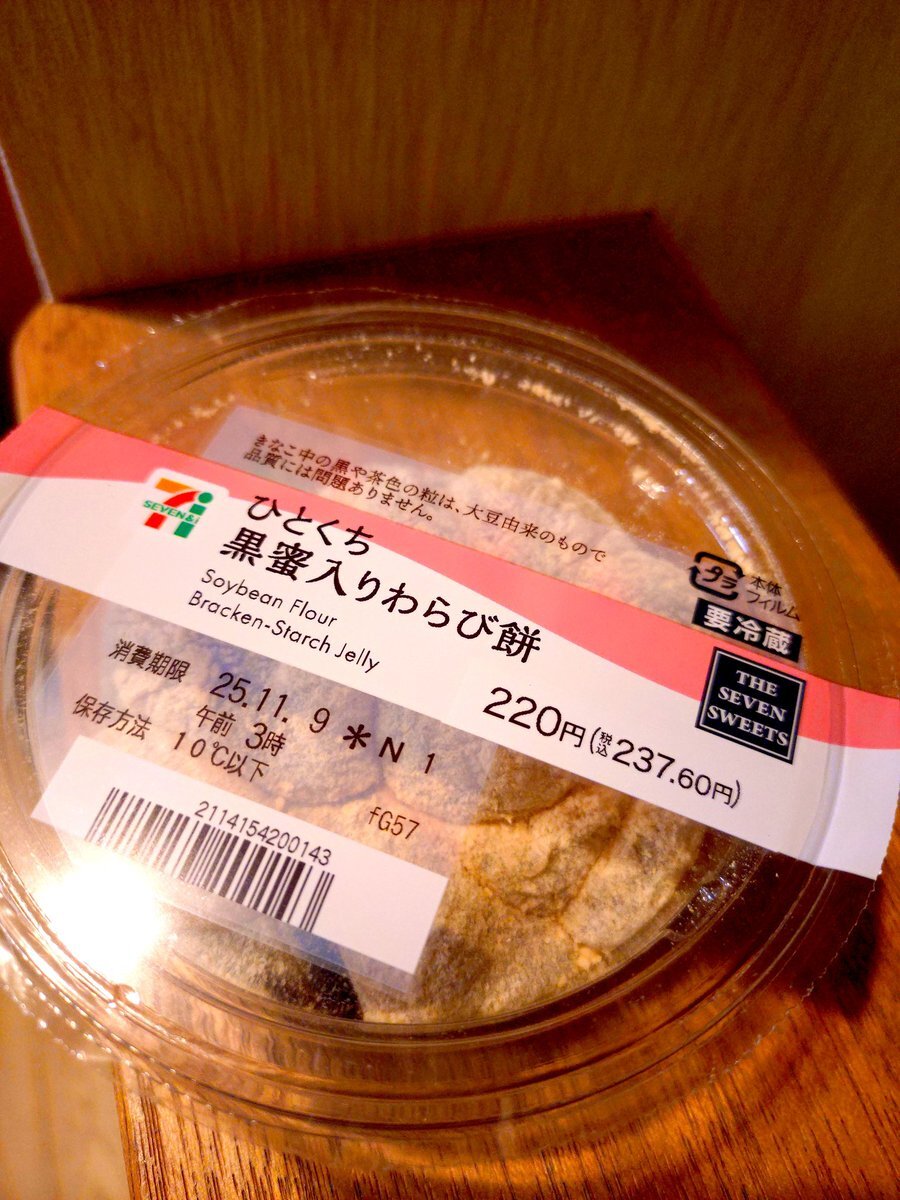 きなこ中の黒や茶色の粒は、大豆由来のもので
品質には問題ありません。
7
SEVEN&i
ひとくち
黒蜜入りわらび餅
Soybean Flour
Bracken-Starch Jelly
プラ
本体
フィルム
要冷蔵
THE
SEVEN
SWEETS
220円(税込237.60円)
消費期限 25.11. 9 *N 1
午前 3時
保存方法 10℃以下
fG57
2114154200143